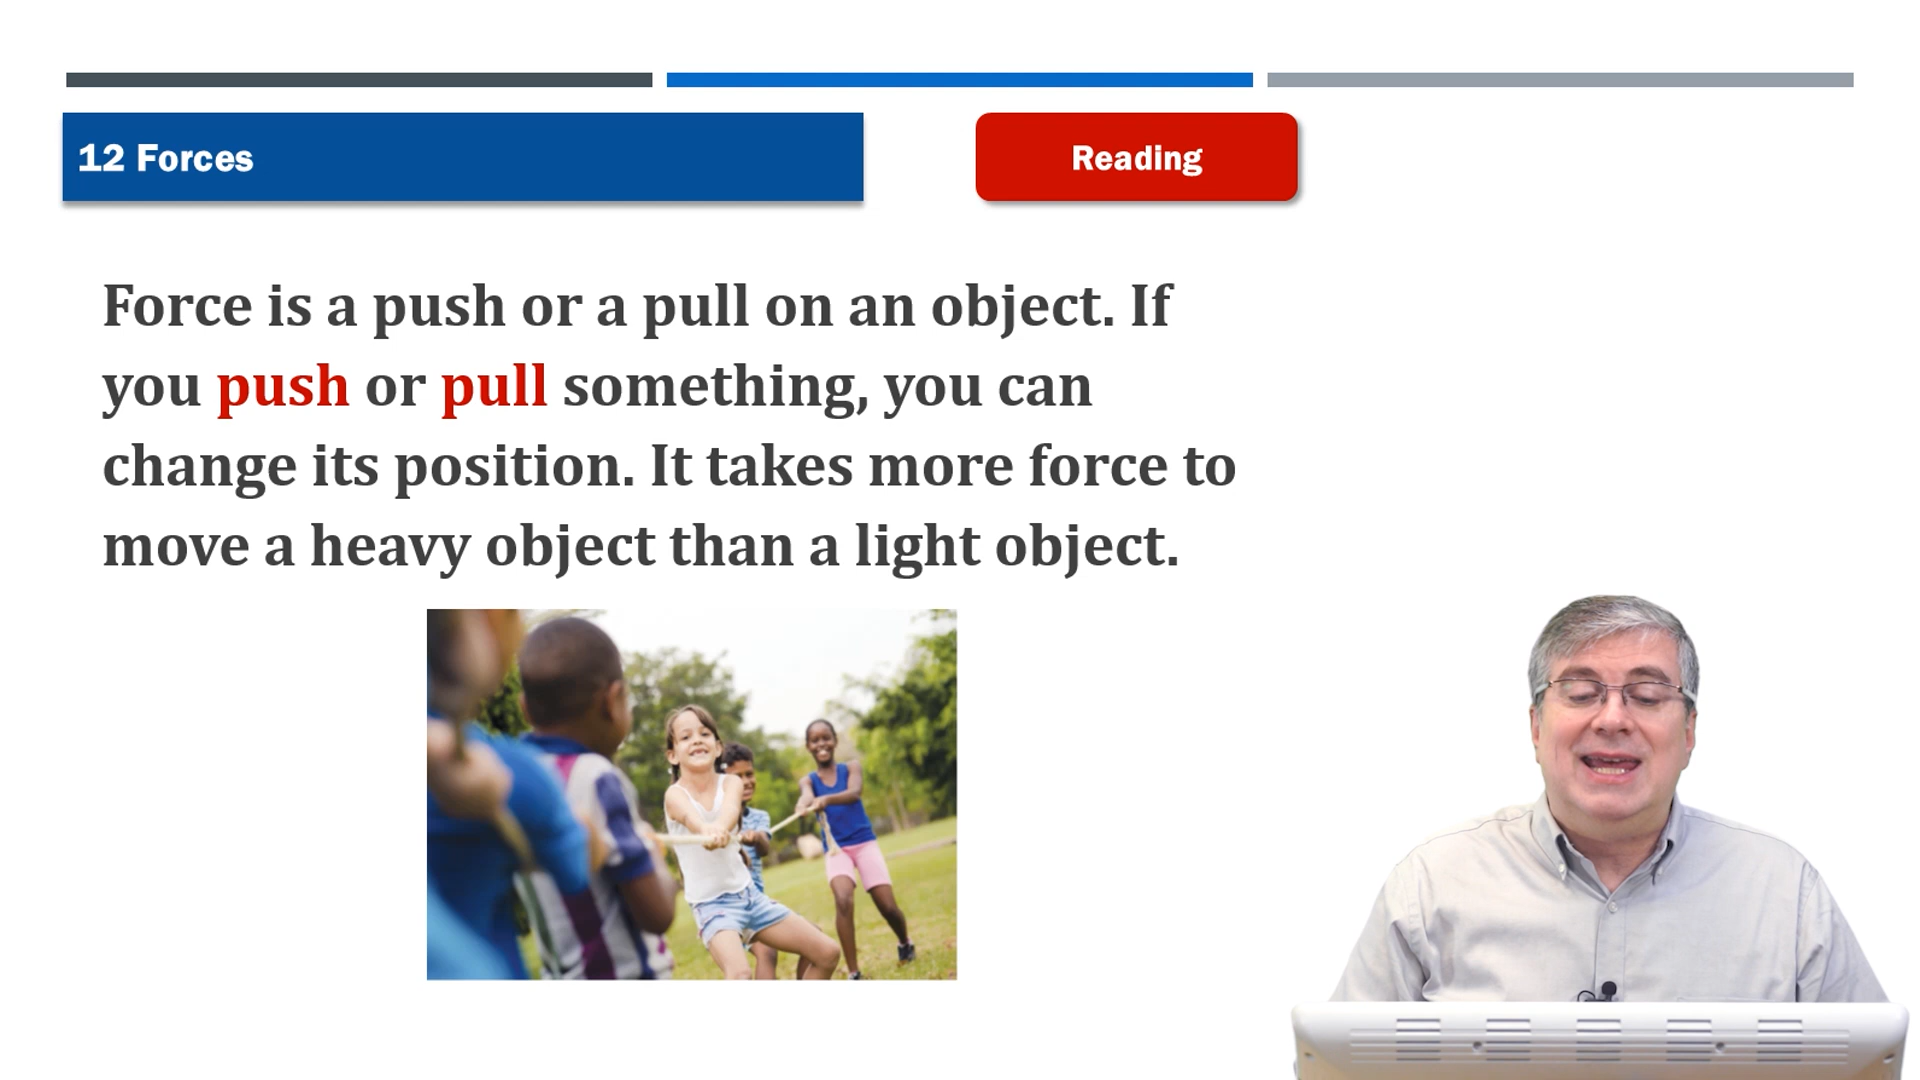 12 Forces
Reading
Force is a push or a pull on an object. If
you push or pull something, you can
change its position. It takes more force to
move a heavy object than a light object.